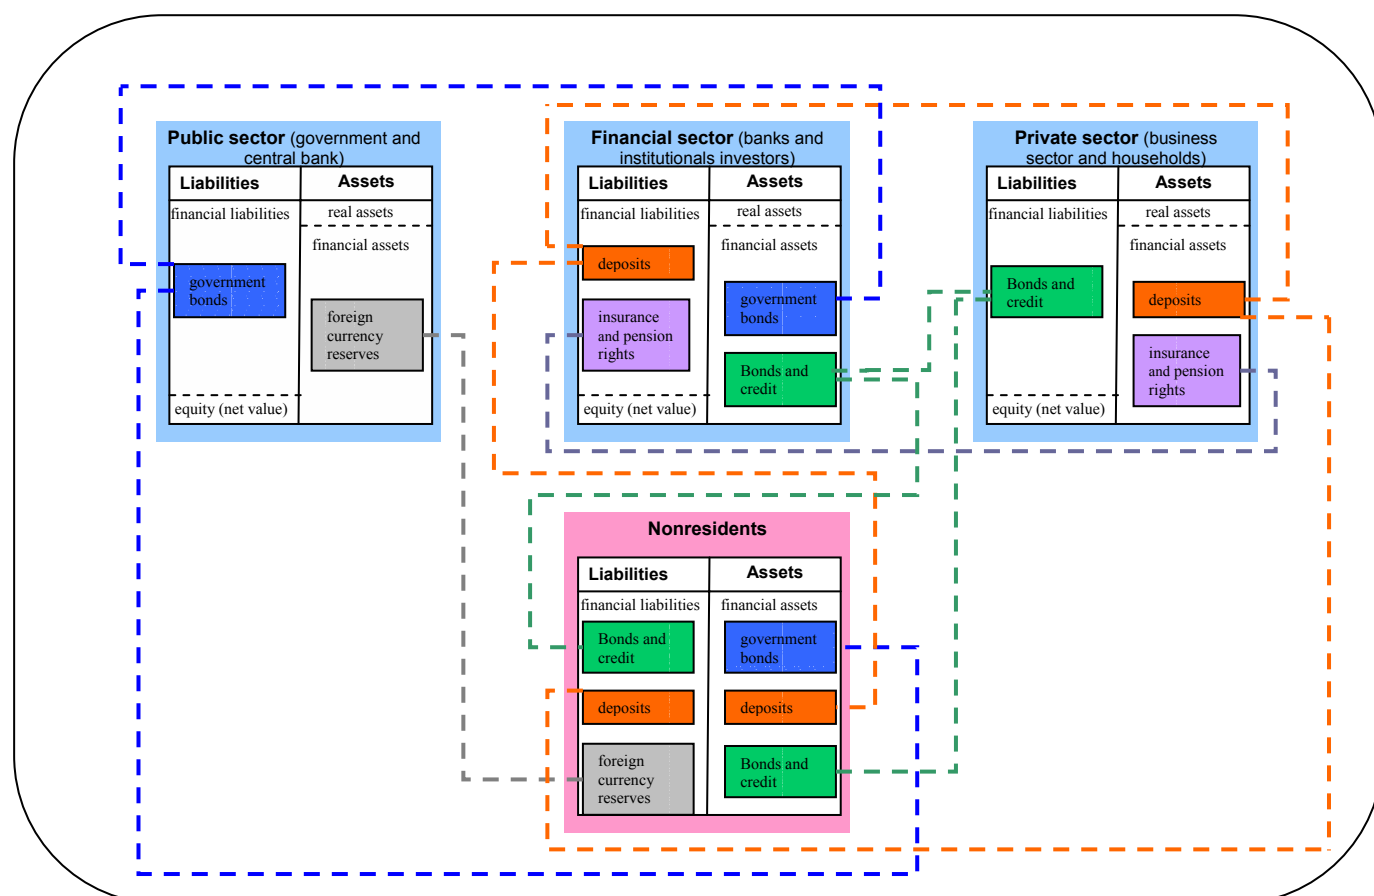 Public sector (government and
central bank)
Liabilities
Assets
financial liabilities
real assets
financial assets
government
bonds
foreign
currency
reserves
equity (net value)
Financial sector (banks and
institutionals investors)
Liabilities
Assets
financial liabilities
real assets
financial assets
deposits
insurance
and pension
rights
government
bonds
Bonds and
credit
equity (net value)
Private sector (business
sector and households)
Liabilities
Assets
financial liabilities
real assets
financial assets
Bonds and
credit
deposits
insurance
and pension
rights
equity (net value)
Nonresidents
Liabilities
Assets
financial liabilities
financial assets
Bonds and
credit
government
bonds
deposits
deposits
foreign
currency
reserves
Bonds and
credit